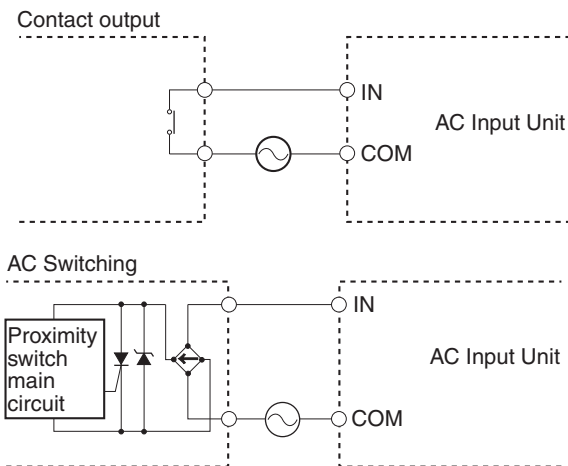 Contact output
IN
AC Input Unit
COM
AC Switching
IN
Proximity
switch
main
circuit
AC Input Unit
COM